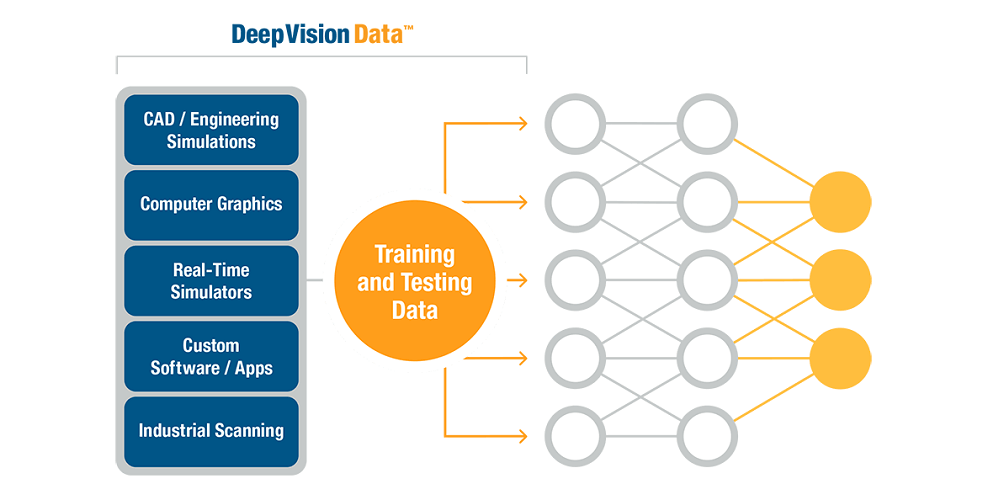 DeepVision Data™
CAD / Engineering
Simulations
Computer Graphics
Real-Time
Simulators
Custom
Software / Apps
Industrial Scanning
Training
and Testing
Data